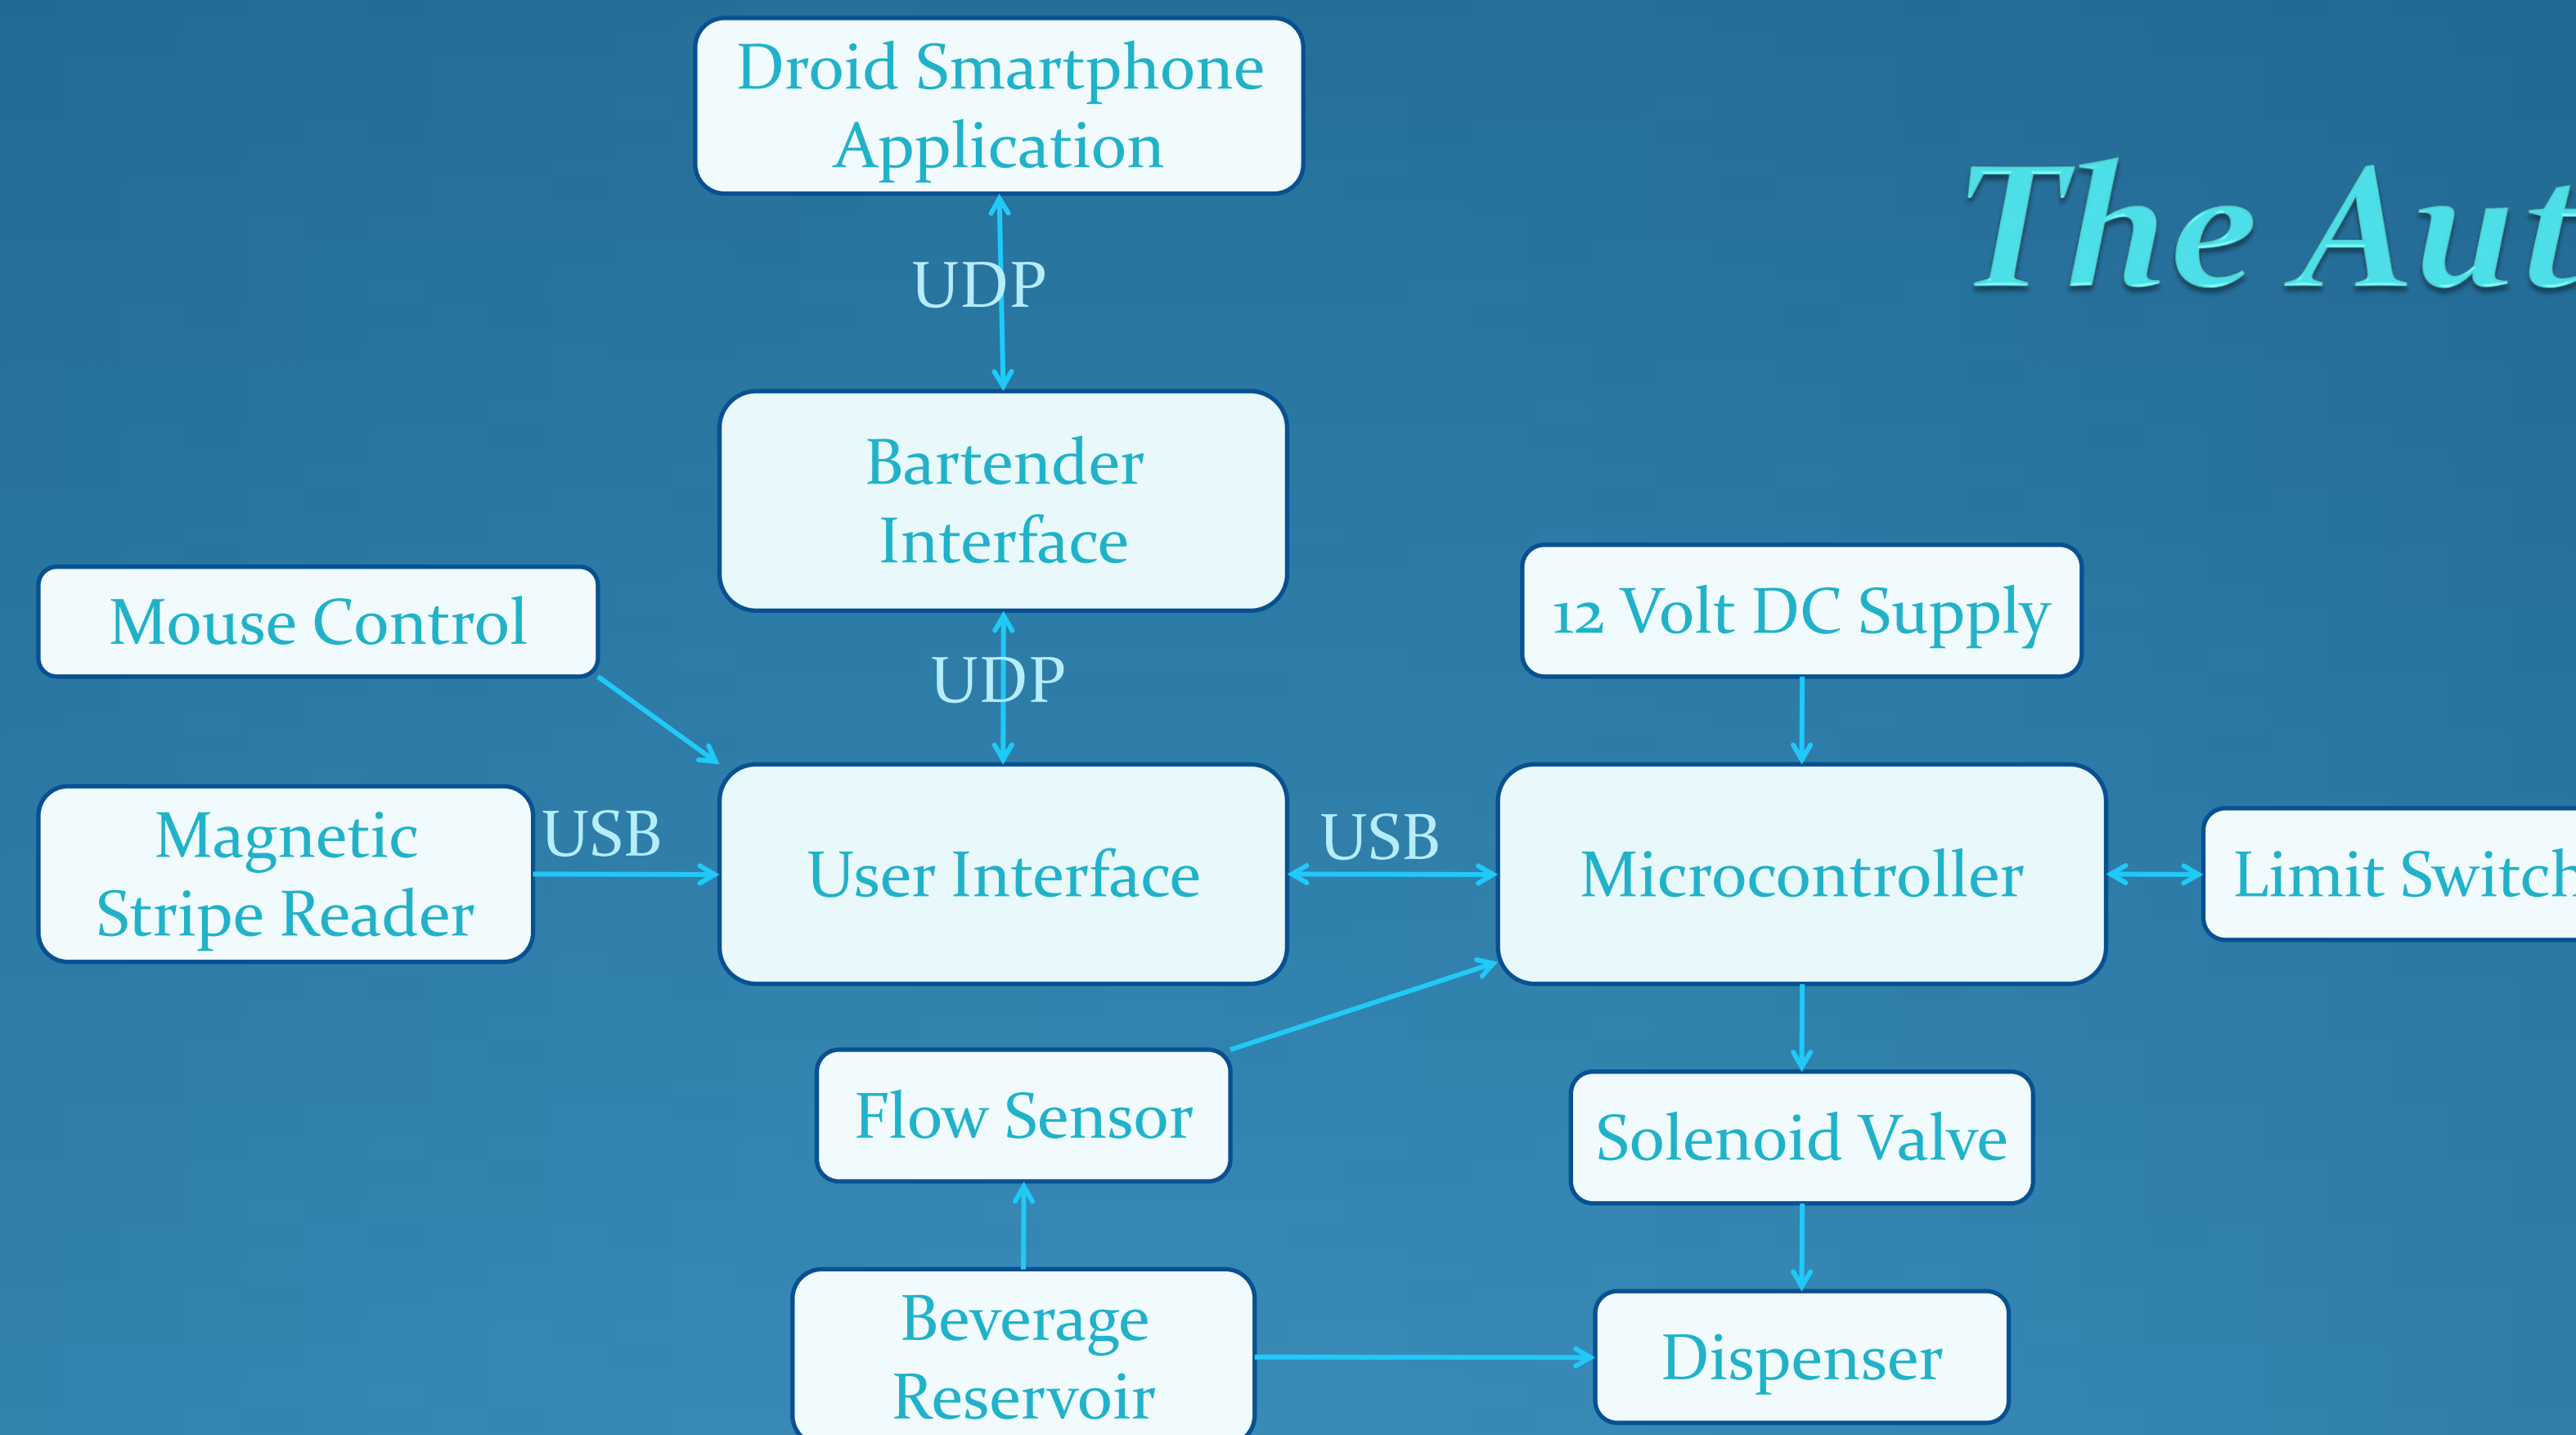 Droid Smartphone
Application
The Aut
UDP
Bartender
Interface
Mouse Control
12 Volt DC Supply
UDP
Magnetic
Stripe Reader
USB
User Interface
USB
Microcontroller
Limit Switch
Flow Sensor
Solenoid Valve
Beverage
Reservoir
Dispenser